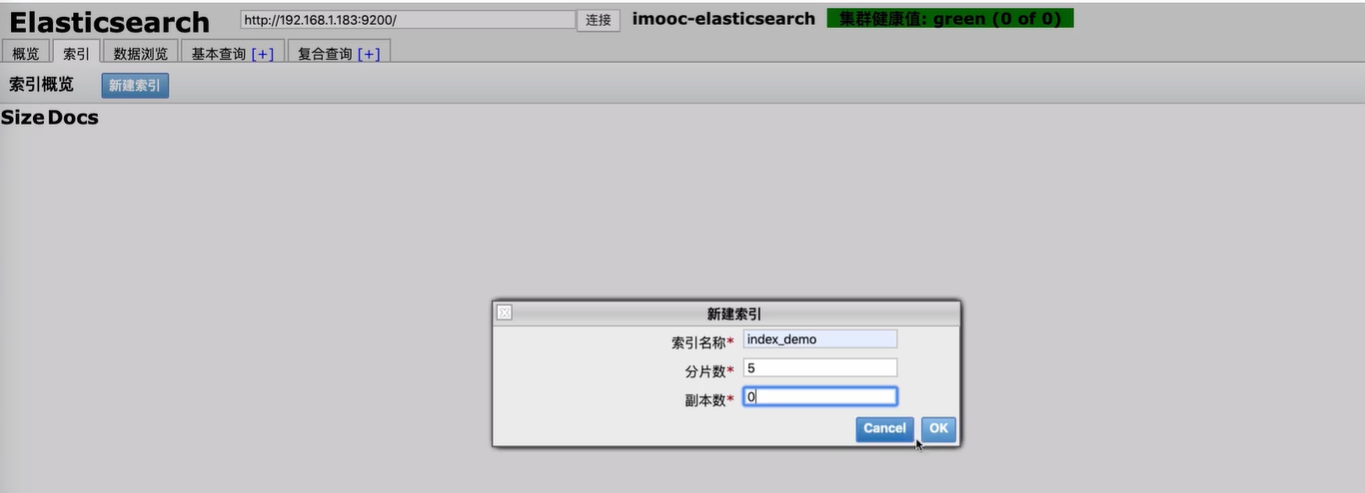 Elasticsearch http://192.168.1.183:9200/ 连接 imooc-elasticsearch 集群健康值: green (0 of 0)
概览 索引 数据浏览 基本查询 [+] 复合查询 [+]
索引概览 新建索引
Size Docs
新建索引
索引名称* index_demo
分片数* 5
副本数* 0
Cancel OK